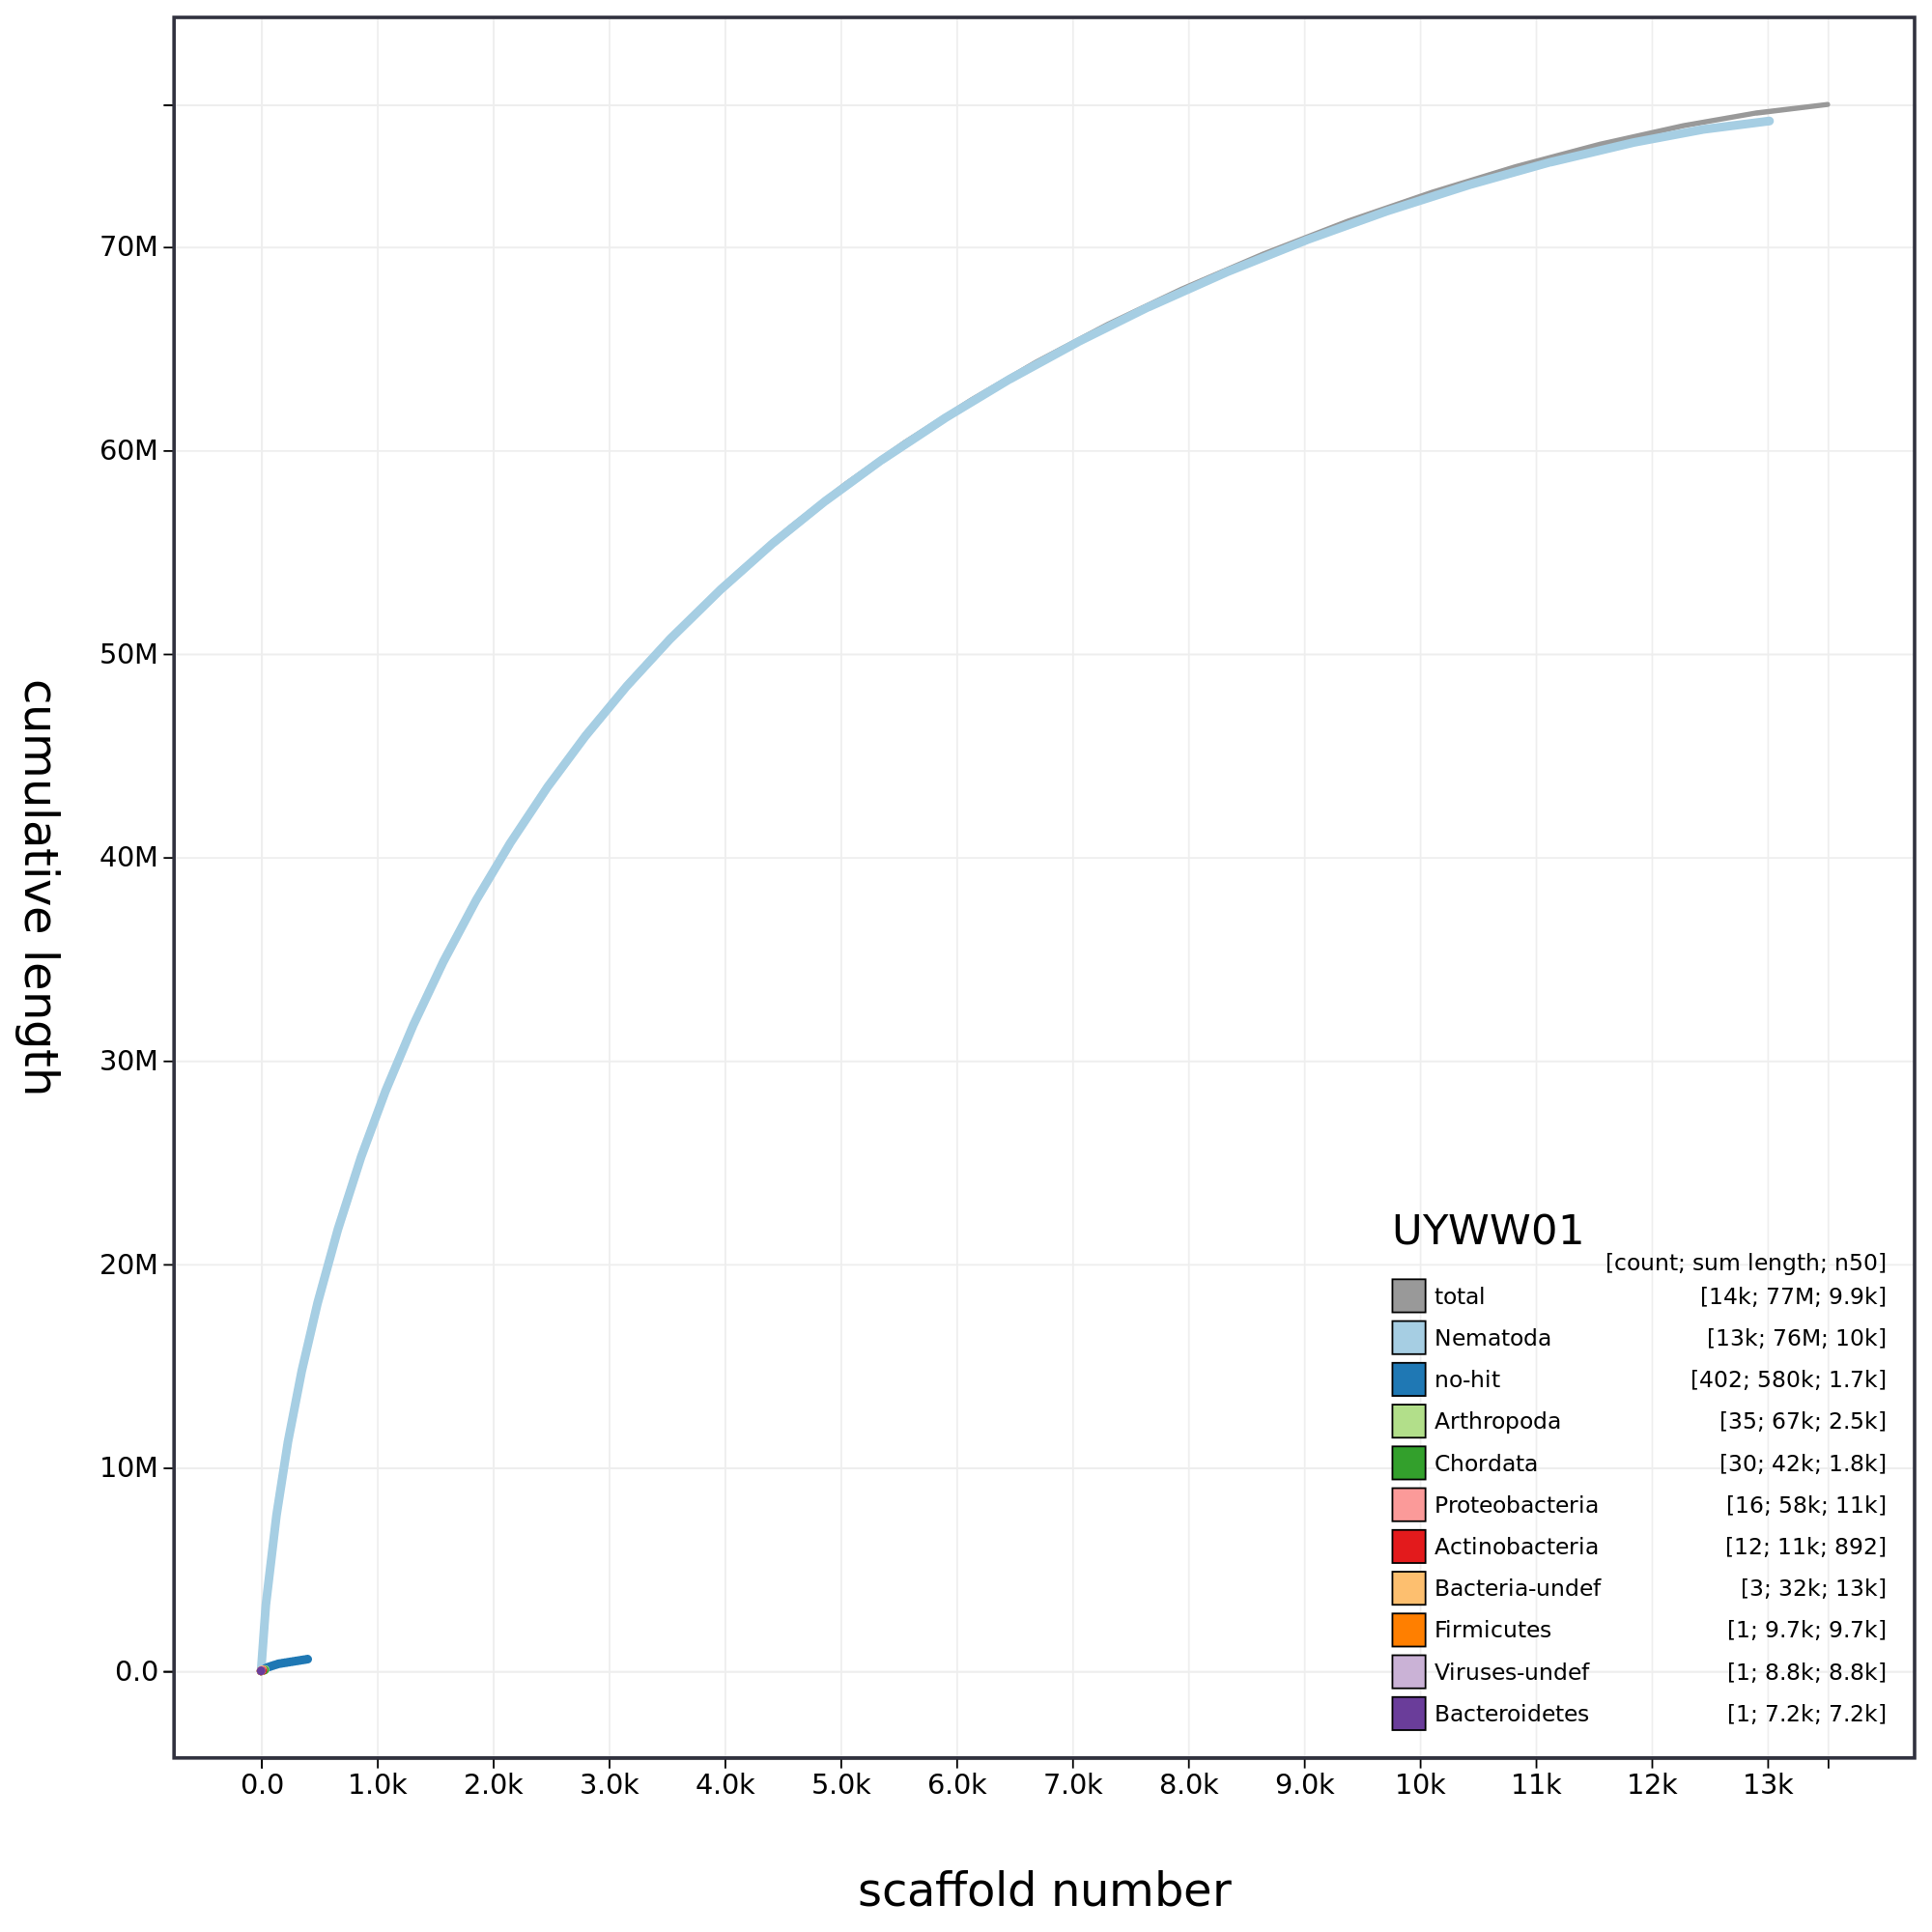 cumulative length
70M
60M
50M
40M
30M
20M
10M
0.0
UYWW01
[count; sum length; n50]
total [14k; 77M; 9.9k]
Nematoda [13k; 76M; 10k]
no-hit [402; 580k; 1.7k]
Arthropoda [35; 67k; 2.5k]
Chordata [30; 42k; 1.8k]
Proteobacteria [16; 58k; 11k]
Actinobacteria [12; 11k; 892]
Bacteria-undef [3; 32k; 13k]
Firmicutes [1; 9.7k; 9.7k]
Viruses-undef [1; 8.8k; 8.8k]
Bacteroidetes [1; 7.2k; 7.2k]
0.0 1.0k 2.0k 3.0k 4.0k 5.0k 6.0k 7.0k 8.0k 9.0k 10k 11k 12k 13k
scaffold number